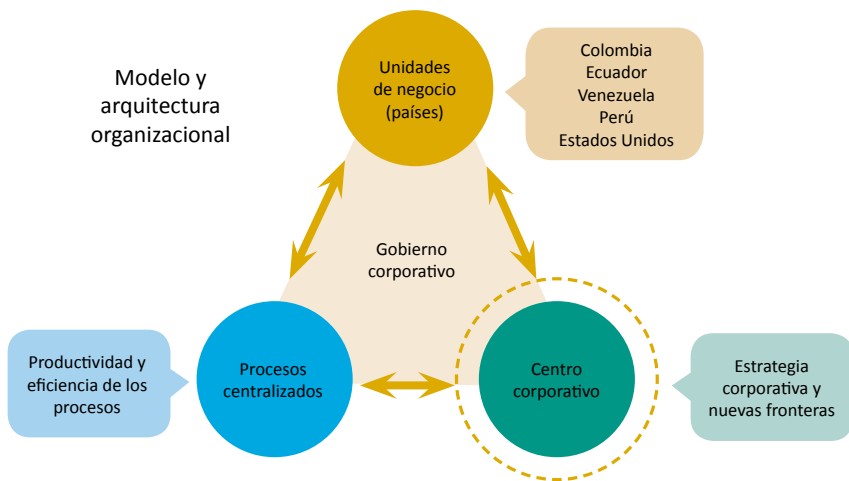 Modelo y
arquitectura
organizacional
Unidades
de negocio
(países)
Colombia
Ecuador
Venezuela
Perú
Estados Unidos
Gobierno
corporativo
Productividad y
eficiencia de los
procesos
Procesos
centralizados
Centro
corporativo
Estrategia
corporativa y
nuevas fronteras